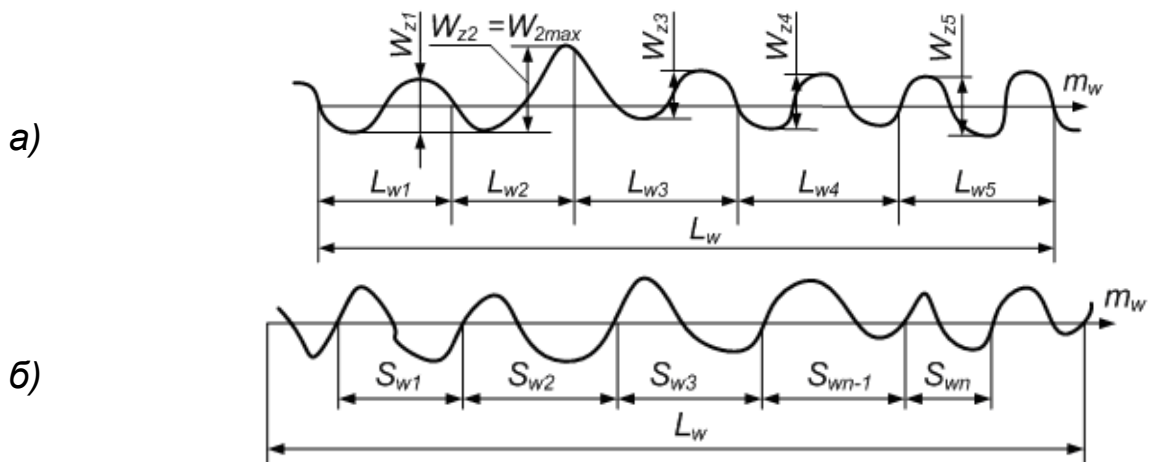 W_z1
W_z2 = W_2max
W_z3
W_z4
W_z5
m_w
а)
L_w1 L_w2 L_w3 L_w4 L_w5
L_w
m_w
б)
S_w1 S_w2 S_w3 S_wn-1 S_wn
L_w